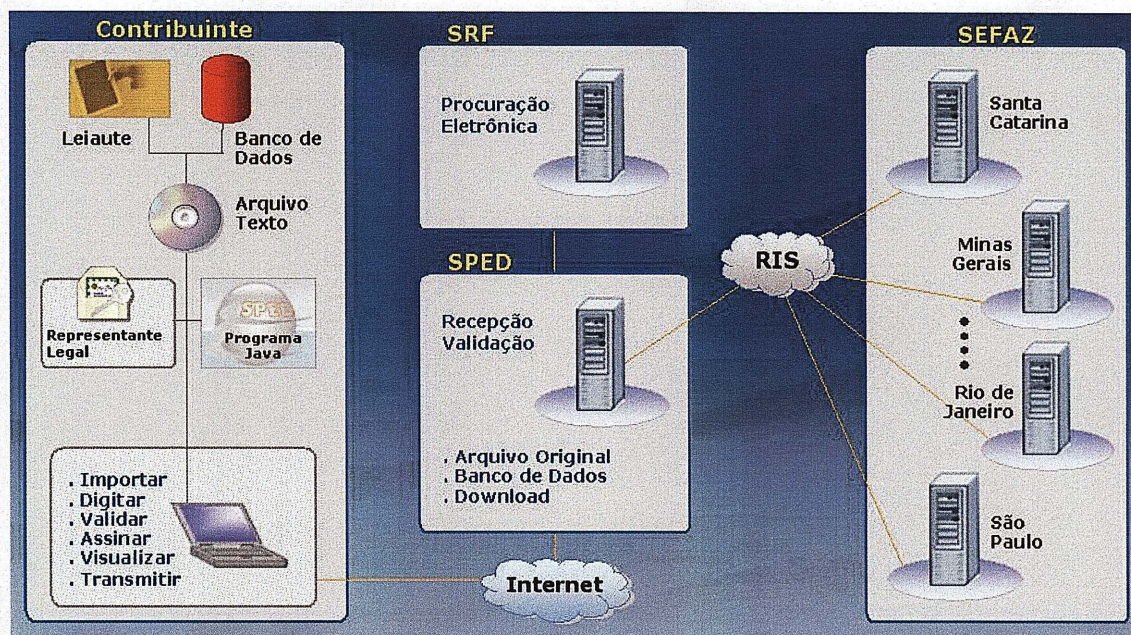 Contribuinte
Leiaute
Banco de
Dados
Arquivo
Texto
Representante
Legal
SPED
Programa
Java
. Importar
. Digitar
. Validar
. Assinar
. Visualizar
. Transmitir
SRF
Procuração
Eletrônica
SPED
Recepção
Validação
. Arquivo Original
. Banco de Dados
. Download
Internet
RIS
SEFAZ
Santa
Catarina
Minas
Gerais
Rio de
Janeiro
São
Paulo